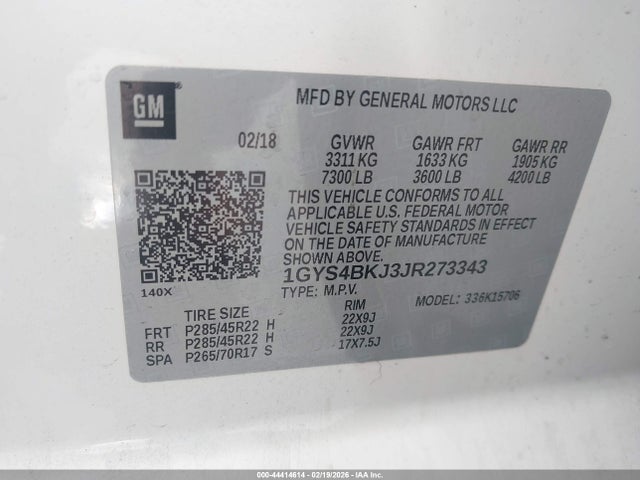 GM
MFD BY GENERAL MOTORS LLC
02/18 GVWR GAWR FRT GAWR RR
3311 KG 1633 KG 1905 KG
7300 LB 3600 LB 4200 LB
THIS VEHICLE CONFORMS TO ALL
APPLICABLE U.S. FEDERAL MOTOR
VEHICLE SAFETY STANDARDS IN EFFECT
ON THE DATE OF MANUFACTURE
SHOWN ABOVE.
140X
1GYS4BKJ3JR273343
TYPE: M.P.V. MODEL: 336K15706
TIRE SIZE RIM
FRT P285/45R22 H 22X9J
RR P285/45R22 H 22X9J
SPA P265/70R17 S 17X7.5J
000-44414614 - 02/19/2026 - IAAI.COM